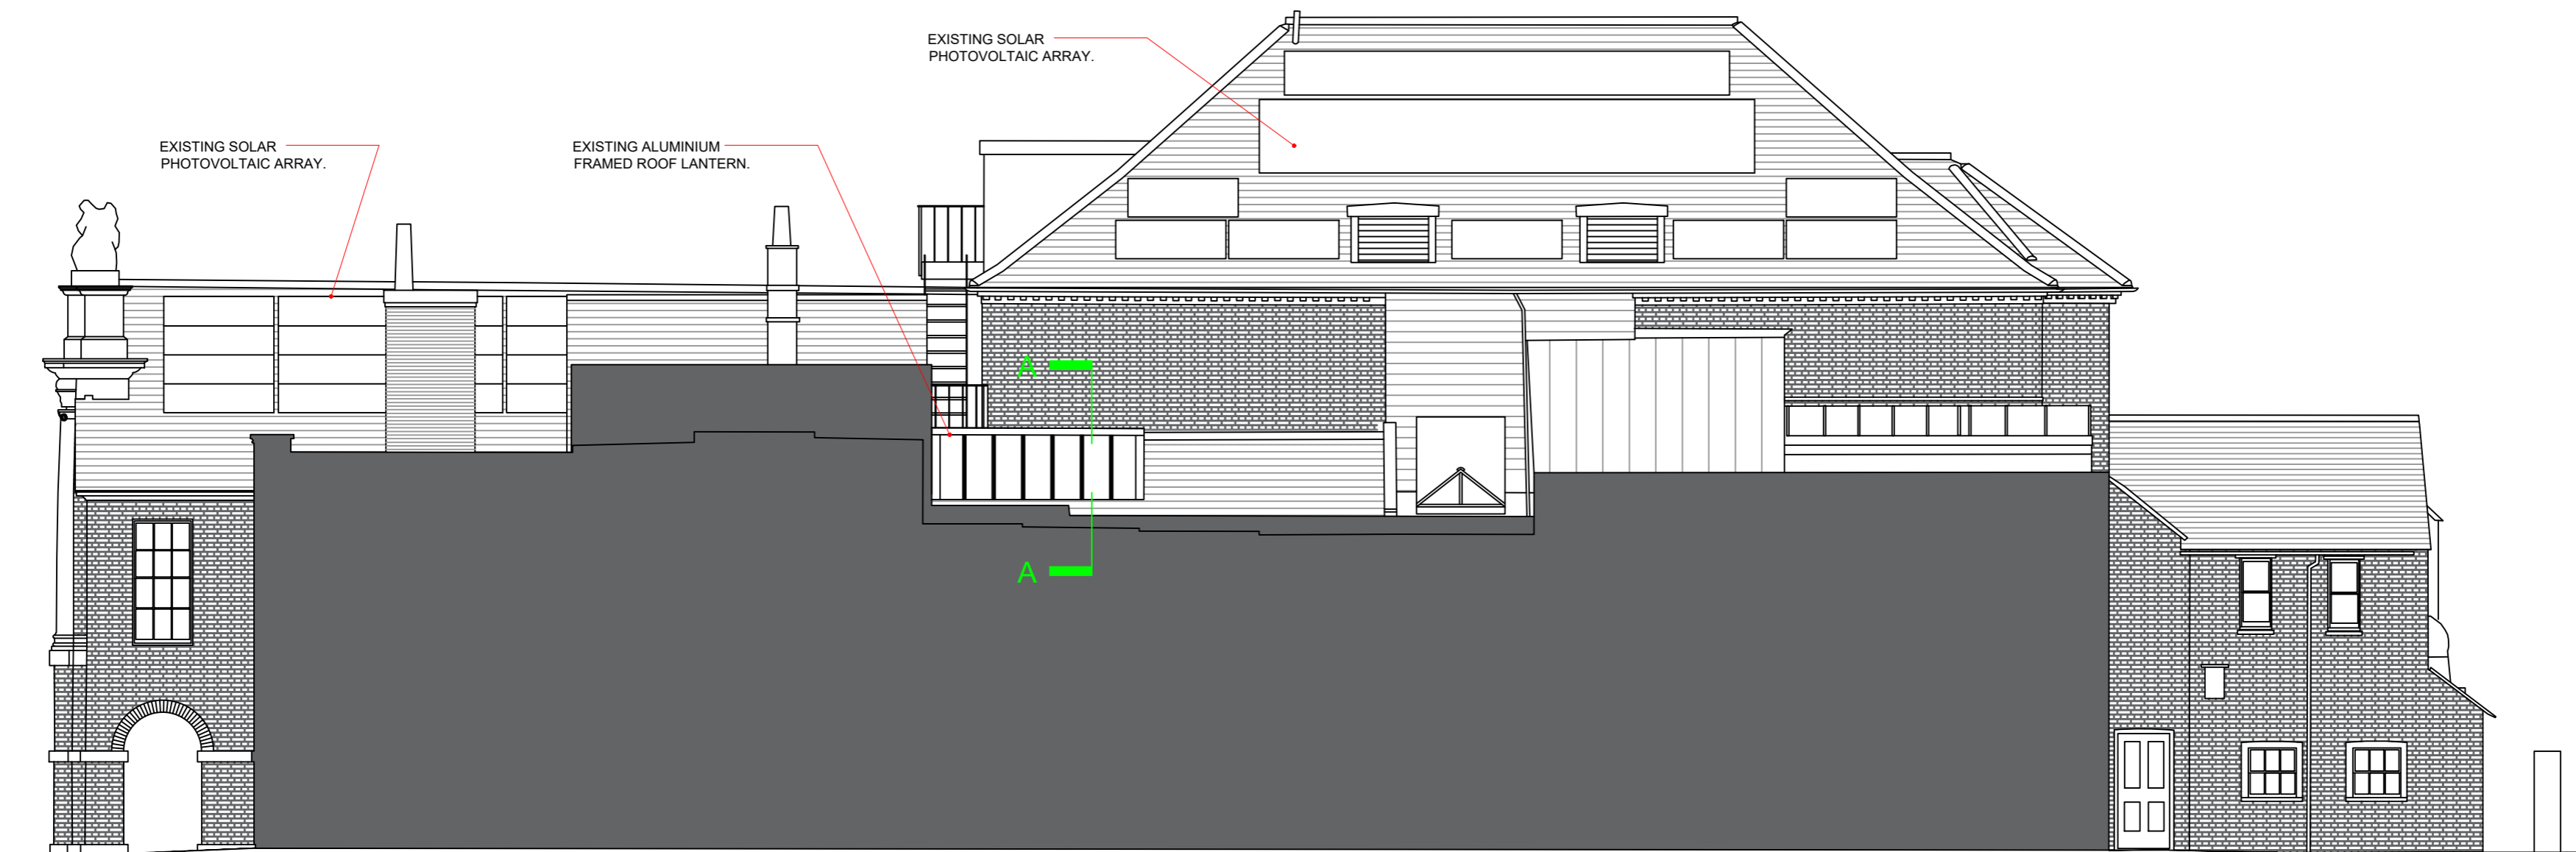 EXISTING SOLAR
PHOTOVOLTAIC ARRAY.
EXISTING ALUMINIUM
FRAMED ROOF LANTERN.
EXISTING SOLAR
PHOTOVOLTAIC ARRAY.
A
A